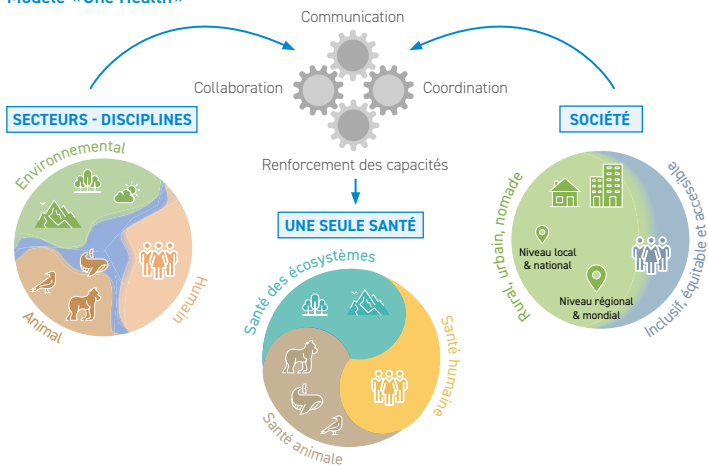 Modèle «One Health»
Communication
Collaboration
Coordination
Renforcement des capacités
SECTEURS - DISCIPLINES
Environnemental
Humain
Animal
UNE SEULE SANTÉ
Santé des écosystèmes
Santé humaine
Santé animale
SOCIÉTÉ
Rural, urbain, nomade
Inclusif, équitable et accessible
Niveau local
& national
Niveau régional
& mondial